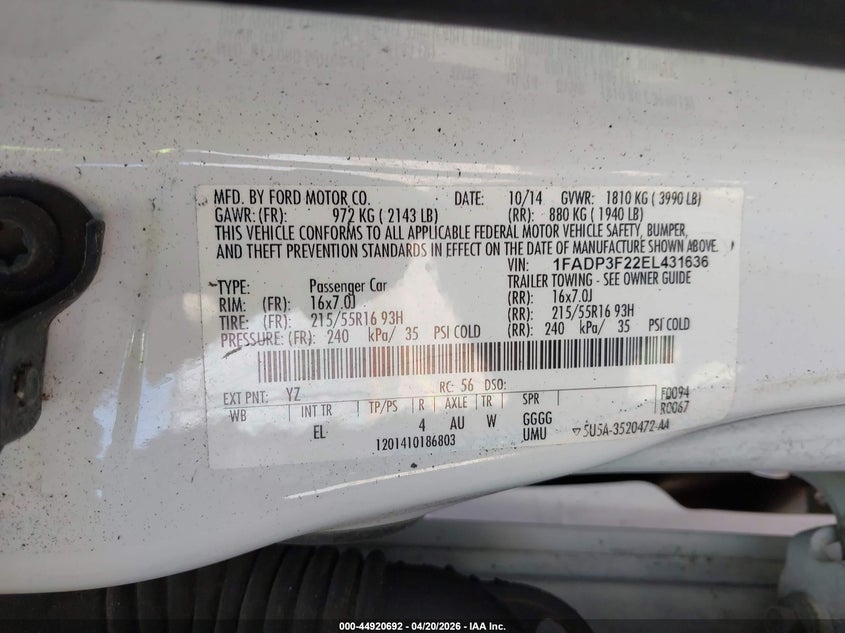 MFD. BY FORD MOTOR CO. DATE: 10/14 GVWR: 1810 KG ( 3990 LB)
GAWR: (FR): 972 KG ( 2143 LB) (RR): 880 KG ( 1940 LB)
THIS VEHICLE CONFORMS TO ALL APPLICABLE FEDERAL MOTOR VEHICLE SAFETY, BUMPER,
AND THEFT PREVENTION STANDARDS IN EFFECT ON THE DATE OF MANUFACTURE SHOWN ABOVE.
VIN: 1FADP3F22EL431636
TYPE: Passenger Car TRAILER TOWING - SEE OWNER GUIDE
RIM: (FR): 16x7.0J (RR): 16x7.0J
TIRE: (FR): 215/55R16 93H (RR): 215/55R16 93H
PRESSURE: (FR): 240 kPa/ 35 PSI COLD (RR): 240 kPa/ 35 PSI COLD
EXT PNT: YZ RC: 56 DSO: F0094
WB INT TR TP/PS R AXLE TR SPR R0067
EL 4 AU W GGGG
UMU 5U5A-3520472-AA
1201410186803
000-44920692 - 04/20/2026 - IAA Inc.